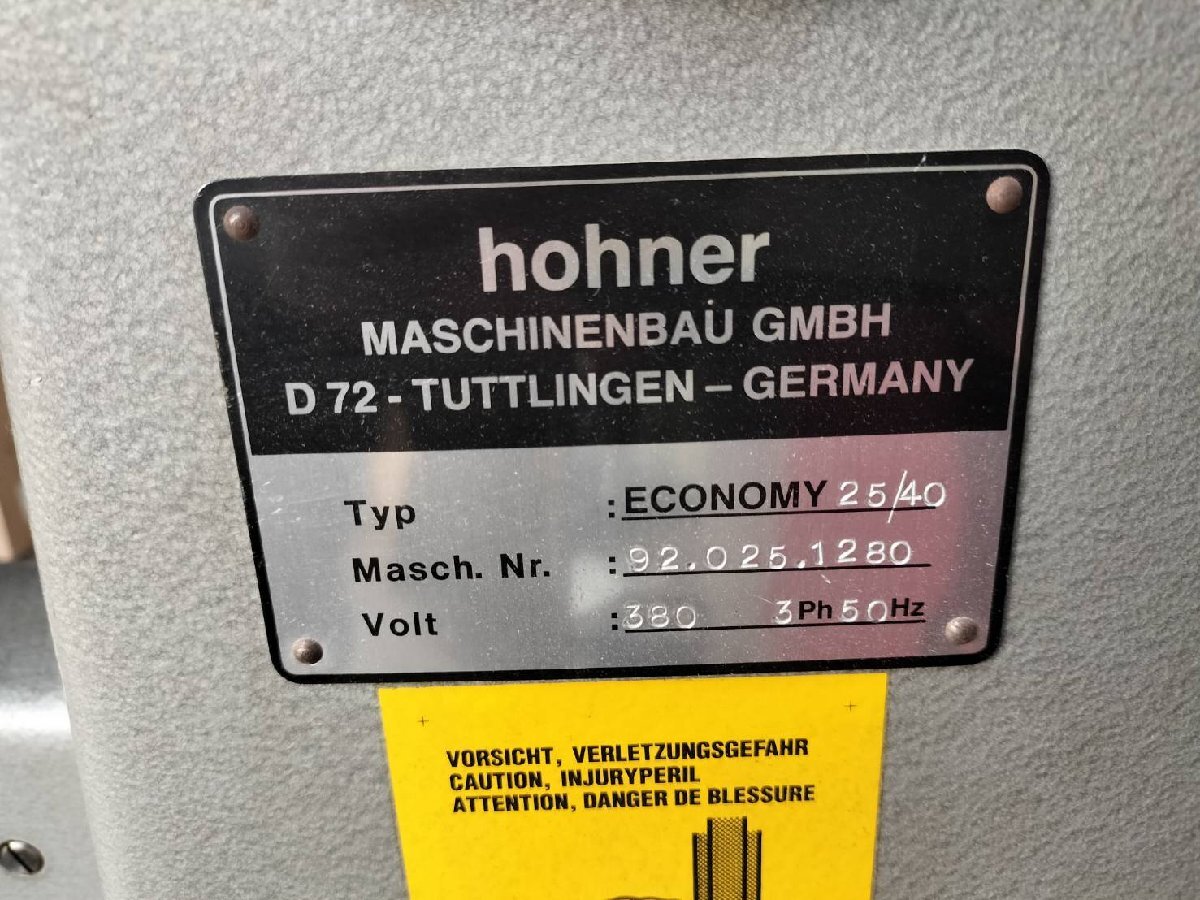 hohner
MASCHINENBAU GMBH
D 72 - TUTTLINGEN – GERMANY
Typ : ECONOMY 25/40
Masch. Nr. : 92.025.1280
Volt : 380 3Ph 50Hz
VORSICHT, VERLETZUNGSGEFAHR
CAUTION, INJURYPERIL
ATTENTION, DANGER DE BLESSURE